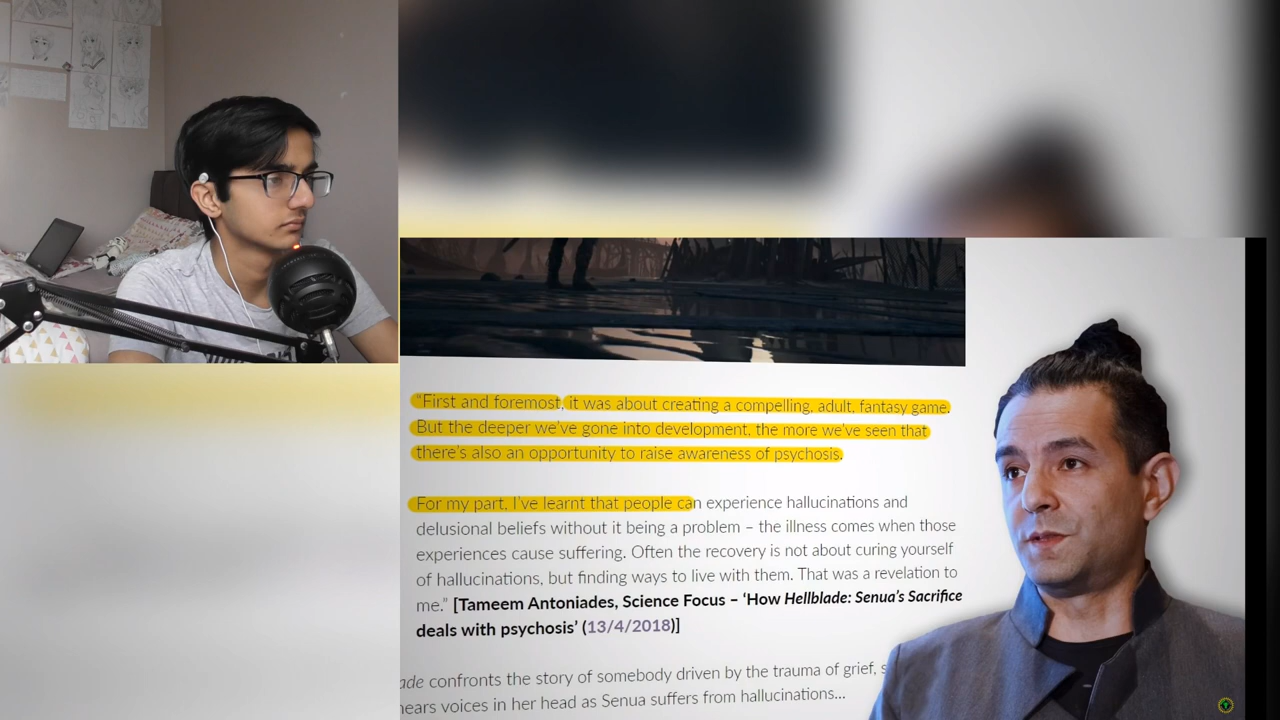 "First and foremost, it was about creating a compelling, adult, fantasy game.
But the deeper we've gone into development, the more we've seen that
there's also an opportunity to raise awareness of psychosis.
For my part, I've learnt that people can experience hallucinations and
delusional beliefs without it being a problem – the illness comes when those
experiences cause suffering. Often the recovery is not about curing yourself
of hallucinations, but finding ways to live with them. That was a revelation to
me." [Tameem Antoniades, Science Focus – 'How Hellblade: Senua's Sacrifice
deals with psychosis' (13/4/2018)]
ade confronts the story of somebody driven by the trauma of grief, s
hears voices in her head as Senua suffers from hallucinations...